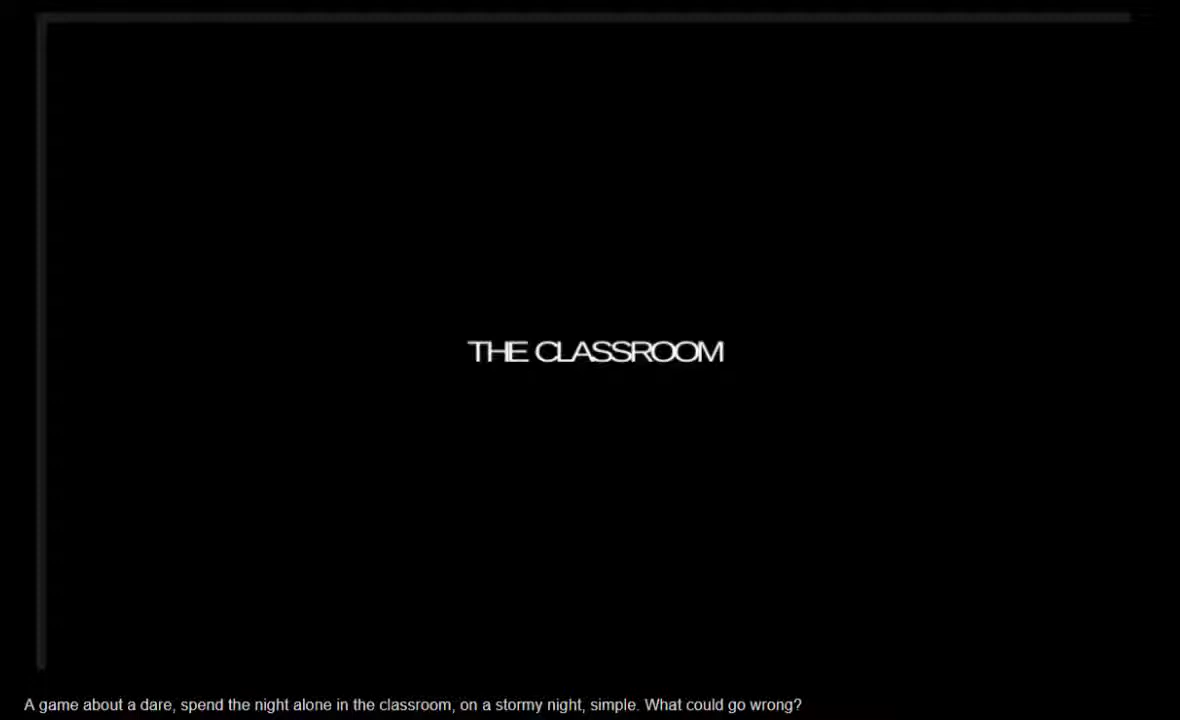 THE CLASSROOM
A game about a dare, spend the night alone in the classroom, on a stormy night, simple. What could go wrong?